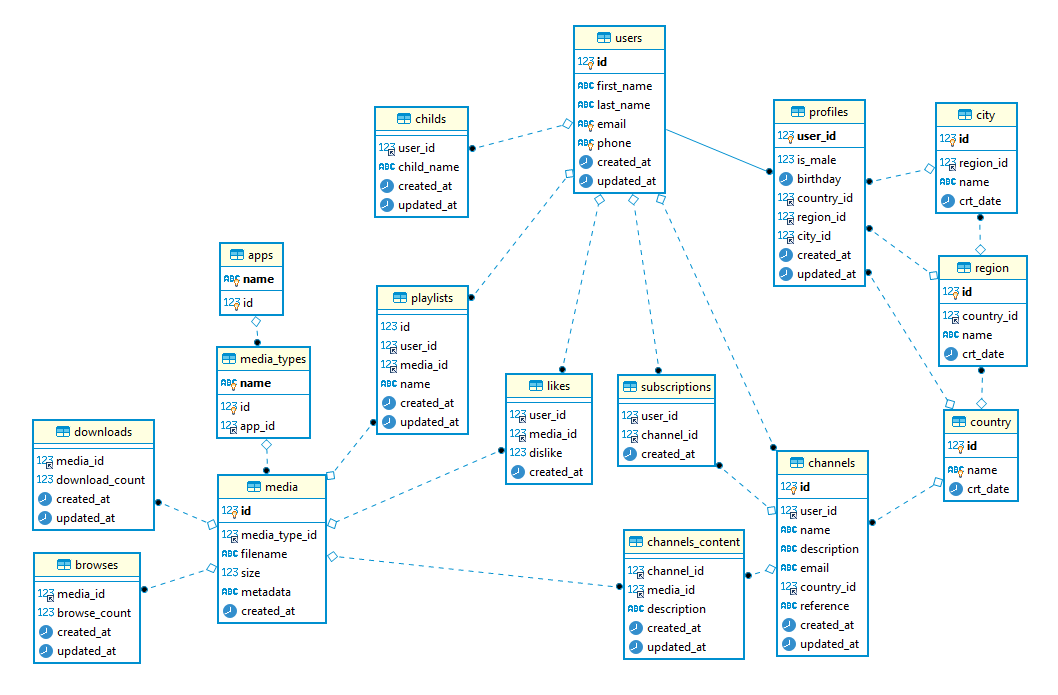 users
123 id
ABC first_name
ABC last_name
ABC email
ABC phone
created_at
updated_at
childs
123 user_id
ABC child_name
created_at
updated_at
profiles
123 user_id
123 is_male
birthday
123 country_id
123 region_id
123 city_id
created_at
updated_at
city
123 id
123 region_id
ABC name
crt_date
apps
ABC name
123 id
region
123 id
123 country_id
ABC name
crt_date
playlists
123 id
123 user_id
123 media_id
ABC name
created_at
updated_at
media_types
ABC name
123 id
123 app_id
likes
123 user_id
123 media_id
123 dislike
created_at
subscriptions
123 user_id
123 channel_id
created_at
country
123 id
ABC name
crt_date
downloads
123 media_id
123 download_count
created_at
updated_at
media
123 id
123 media_type_id
ABC filename
123 size
ABC metadata
created_at
channels
123 id
123 user_id
ABC name
ABC description
ABC email
123 country_id
ABC reference
created_at
updated_at
channels_content
123 channel_id
123 media_id
ABC description
created_at
updated_at
browses
123 media_id
123 browse_count
created_at
updated_at